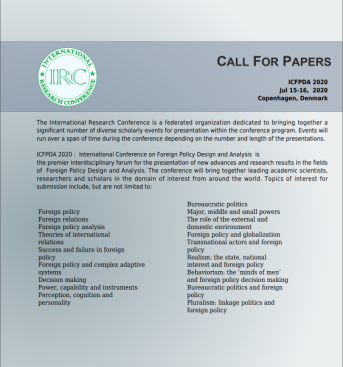 INTERNATIONAL
IRC
RESEARCH CONFERENCE
CALL FOR PAPERS
ICFPDA 2020
Jul 15-16, 2020
Copenhagen, Denmark
The International Research Conference is a federated organization dedicated to bringing together a
significant number of diverse scholarly events for presentation within the conference program. Events will
run over a span of time during the conference depending on the number and length of the presentations.
ICFPDA 2020 : International Conference on Foreign Policy Design and Analysis is
the premier interdisciplinary forum for the presentation of new advances and research results in the fields
of Foreign Policy Design and Analysis. The conference will bring together leading academic scientists,
researchers and scholars in the domain of interest from around the world. Topics of interest for
submission include, but are not limited to:
Foreign policy
Foreign relations
Foreign policy analysis
Theories of international
relations
Success and failure in foreign
policy
Foreign policy and complex adaptive
systems
Decision making
Power, capability and instruments
Perception, cognition and
personality
Bureaucratic politics
Major, middle and small powers
The role of the external and
domestic environment
Foreign policy and globalization
Transnational actors and foreign
policy
Realism: the state, national
interest and foreign policy
Behaviorism: the 'minds of men'
and foreign policy decision making
Bureaucratic politics and foreign
policy
Pluralism: linkage politics and
foreign policy